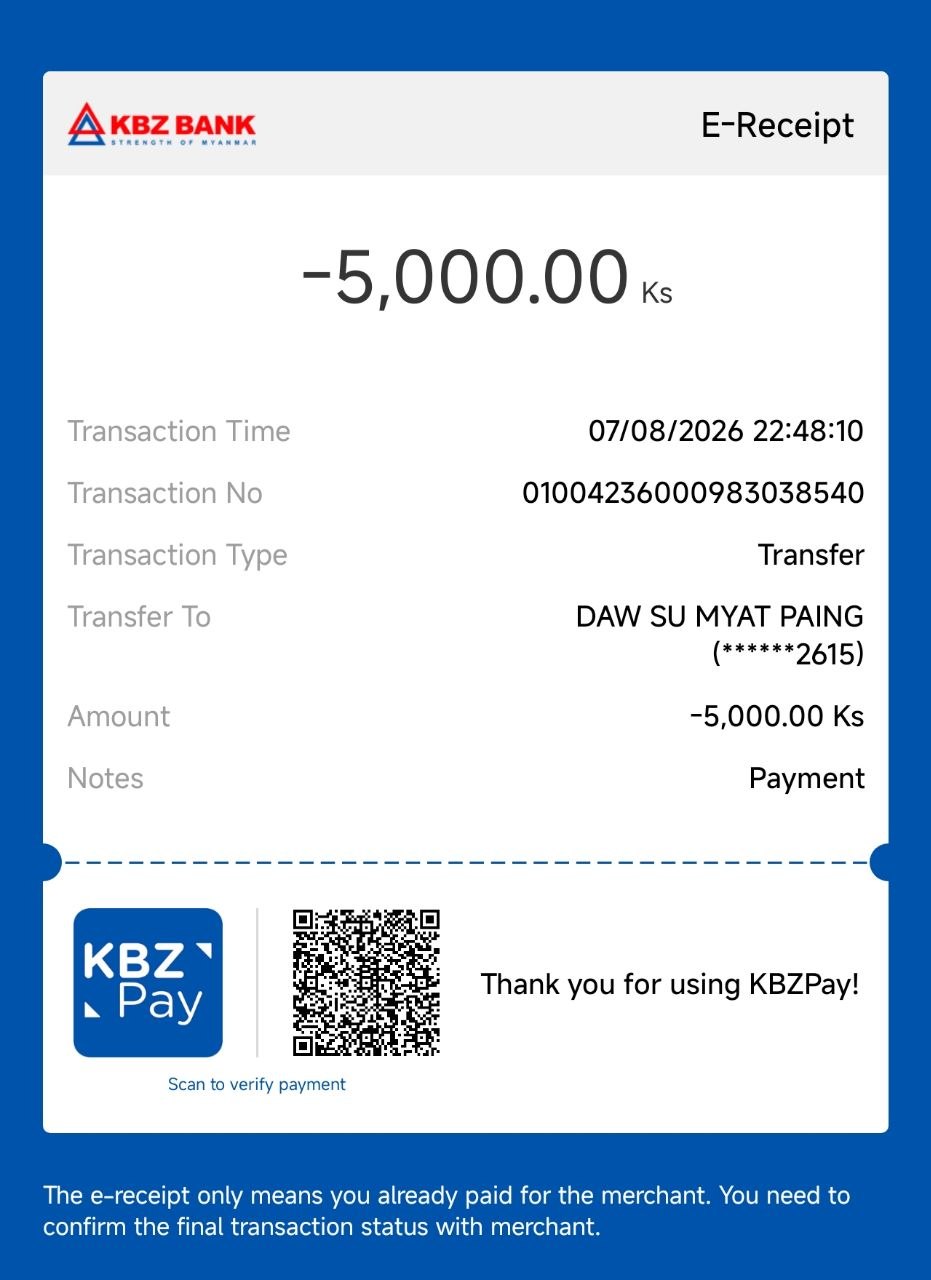 KBZ BANK
STRENGTH OF MYANMAR
E-Receipt
-5,000.00 Ks
Transaction Time 07/08/2026 22:48:10
Transaction No 01004236000983038540
Transaction Type Transfer
Transfer To DAW SU MYAT PAING
(******2615)
Amount -5,000.00 Ks
Notes Payment
KBZ
Pay
Thank you for using KBZPay!
Scan to verify payment
The e-receipt only means you already paid for the merchant. You need to
confirm the final transaction status with merchant.